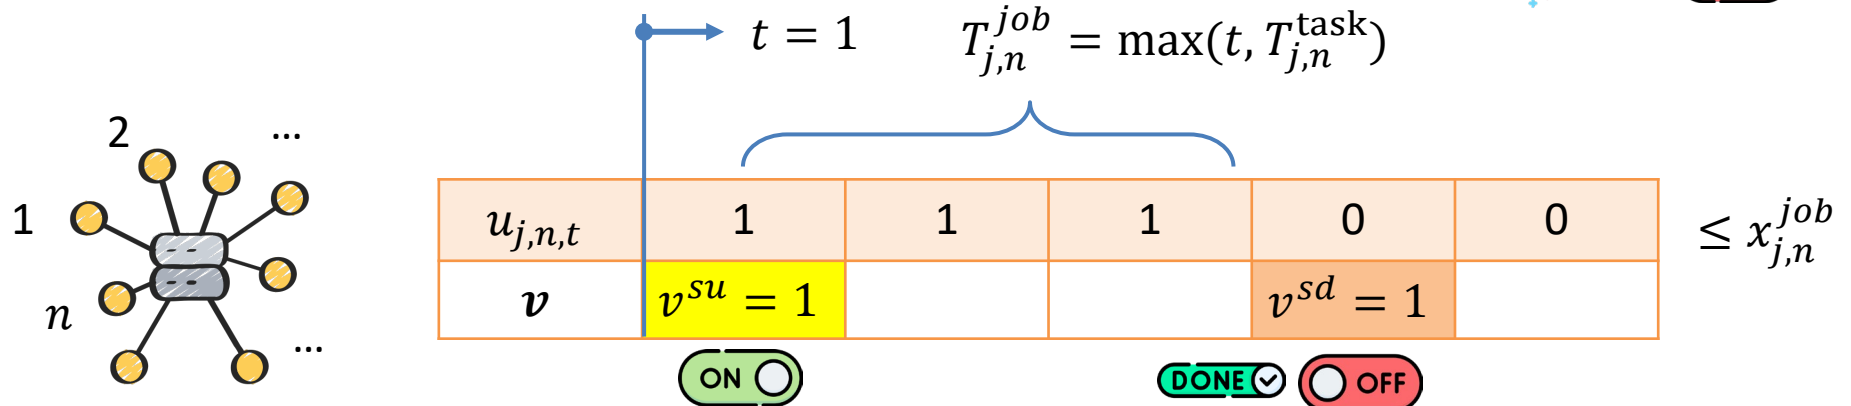 t = 1
T_{j,n}^{job} = max(t, T_{j,n}^{task})
2
...
1
n
...
u_{j,n,t} 1 1 1 0 0
≤ x_{j,n}^{job}
v v^{su} = 1 v^{sd} = 1
ON
DONE
OFF